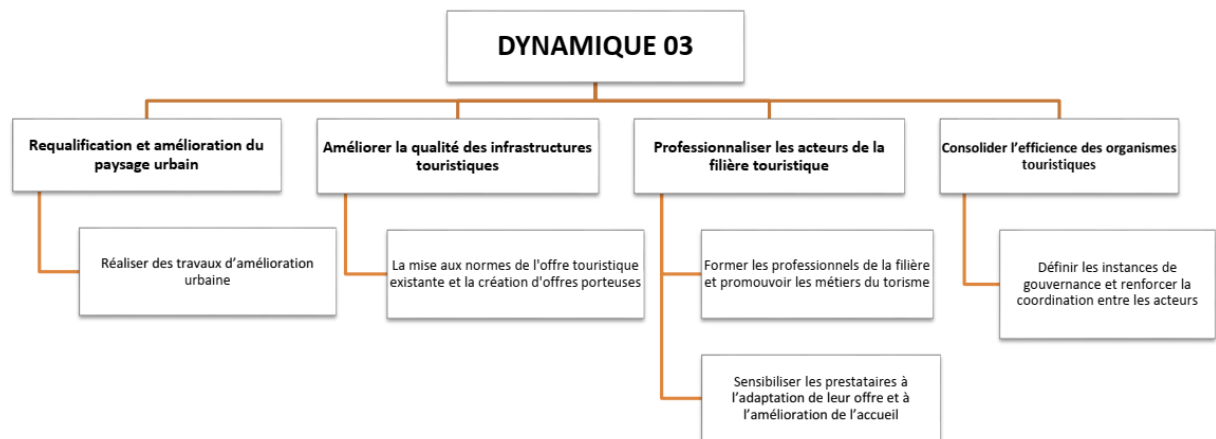 DYNAMIQUE 03
Requalification et amélioration du
paysage urbain
Améliorer la qualité des infrastructures
touristiques
Professionnaliser les acteurs de la
filière touristique
Consolider l'efficience des organismes
touristiques
Réaliser des travaux d'amélioration
urbaine
La mise aux normes de l'offre touristique
existante et la création d'offres porteuses
Former les professionnels de la filière
et promouvoir les métiers du torisme
Définir les instances de
gouvernance et renforcer la
coordination entre les acteurs
Sensibiliser les prestataires à
l'adaptation de leur offre et à
l'amélioration de l'accueil